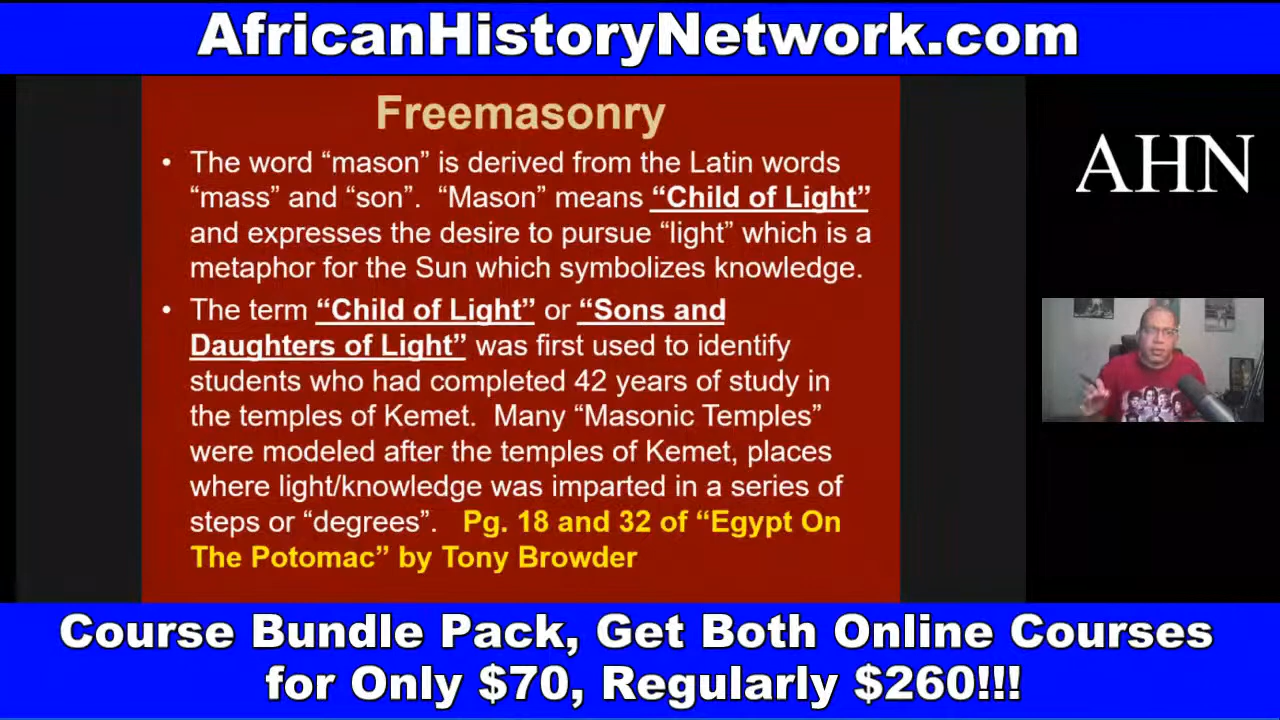 AfricanHistoryNetwork.com
Freemasonry
• The word “mason” is derived from the Latin words
“mass” and “son”. “Mason” means “Child of Light”
and expresses the desire to pursue “light” which is a
metaphor for the Sun which symbolizes knowledge.
• The term “Child of Light” or “Sons and
Daughters of Light” was first used to identify
students who had completed 42 years of study in
the temples of Kemet. Many “Masonic Temples”
were modeled after the temples of Kemet, places
where light/knowledge was imparted in a series of
steps or “degrees”. Pg. 18 and 32 of “Egypt On
The Potomac” by Tony Browder
AHN
Course Bundle Pack, Get Both Online Courses
for Only $70, Regularly $260!!!